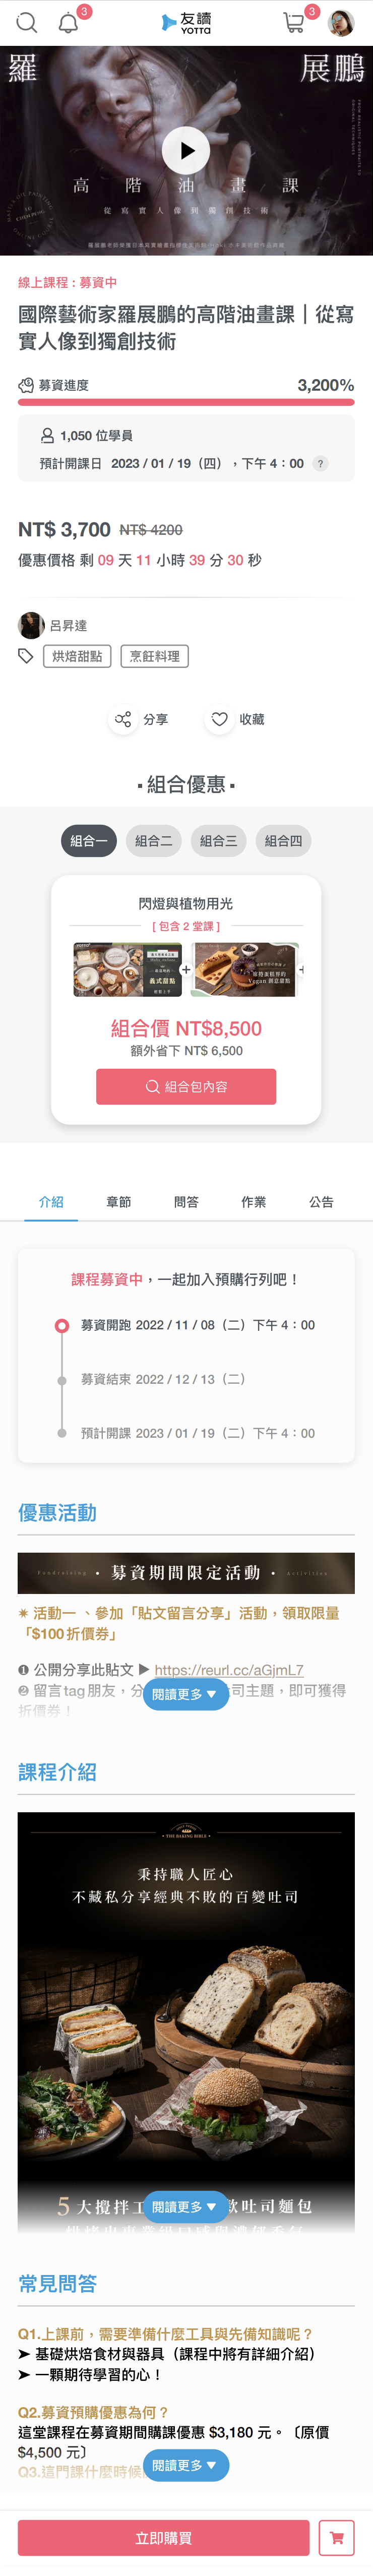 3
友讀
YOTTA
3
羅
展鵬
高階油畫課
從寫實人像到獨創技術
線上課程 : 募資中
國際藝術家羅展鵬的高階油畫課｜從寫
實人像到獨創技術
募資進度
3,200%
1,050 位學員
預計開課日 2023 / 01 / 19（四），下午 4：00 ?
NT$ 3,700 NT$ 4200
優惠價格 剩 09 天 11 小時 39 分 30 秒
呂昇達
烘焙甜點
烹飪料理
分享
收藏
組合優惠
組合一
組合二
組合三
組合四
閃燈與植物用光
[ 包含 2 堂課 ]
組合價 NT$8,500
額外省下 NT$ 6,500
組合包內容
介紹
章節
問答
作業
公告
課程募資中，一起加入預購行列吧！
募資開跑 2022 / 11 / 08（二）下午 4：00
募資結束 2022 / 12 / 13（二）
預計開課 2023 / 01 / 19（二）下午 4：00
優惠活動
Fundraising
· 募資期間限定活動 ·
Activities
✷ 活動一 、參加「貼文留言分享」活動，領取限量
「$100 折價券」
❶ 公開分享此貼文 ▶ https://reurl.cc/aGjmL7
❷ 留言 tag 朋友，分
司主題，即可獲得
折價券！
閱讀更多 ▼
課程介紹
· THE BAKING BIBLE ·
秉持職人匠心
不藏私分享經典不敗的百變吐司
5 大攪拌工
款吐司麵包
閱讀更多 ▼
常見問答
Q1.上課前，需要準備什麼工具與先備知識呢？
➤ 基礎烘焙食材與器具（課程中將有詳細介紹）
➤ 一顆期待學習的心！
Q2.募資預購優惠為何？
這堂課程在募資期間購課優惠 $3,180 元。〔原價
$4,500 元〕
Q3.這門課什麼時候
閱讀更多 ▼
立即購買